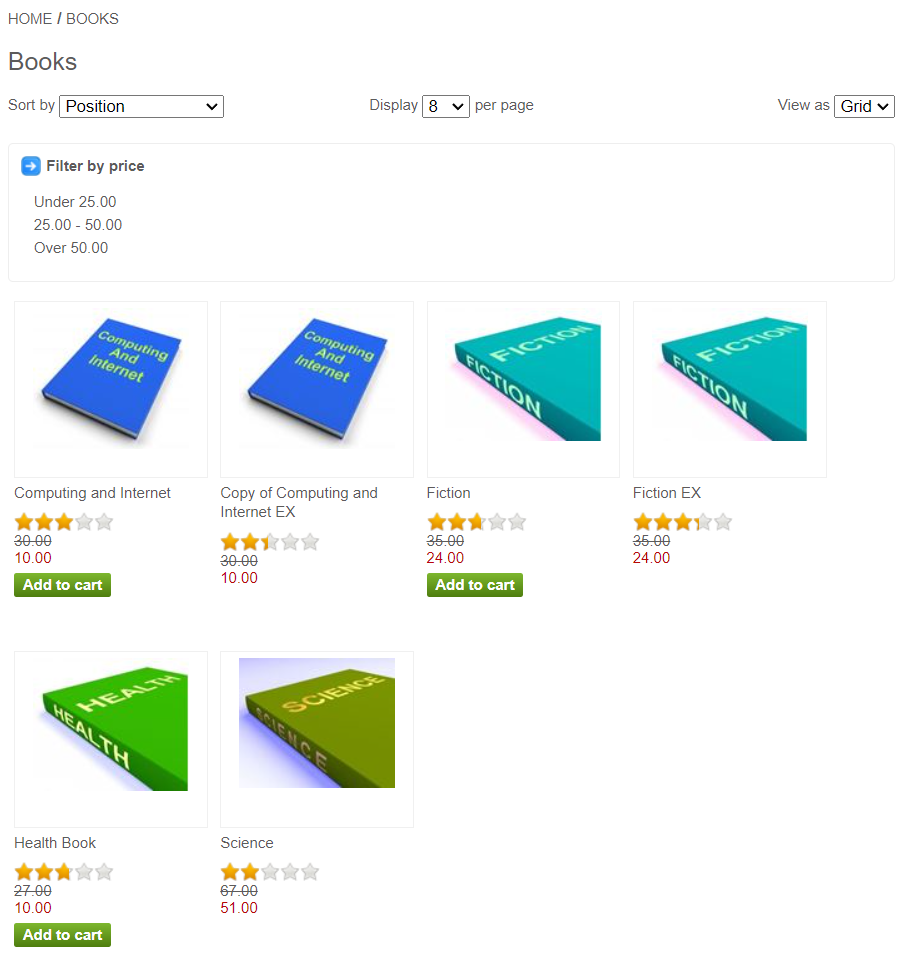 HOME / BOOKS
Books
Sort by Position
Display 8 per page
View as Grid
Filter by price
Under 25.00
25.00 - 50.00
Over 50.00
Computing
And
Internet
Computing
And
Internet
FICTION
FICTION
FICTION
FICTION
Computing and Internet
30.00
10.00
Add to cart
Copy of Computing and
Internet EX
30.00
10.00
Fiction
35.00
24.00
Add to cart
Fiction EX
35.00
24.00
HEALTH
HEALTH
SCIENCE
SCIENCE
Health Book
27.00
10.00
Add to cart
Science
67.00
51.00